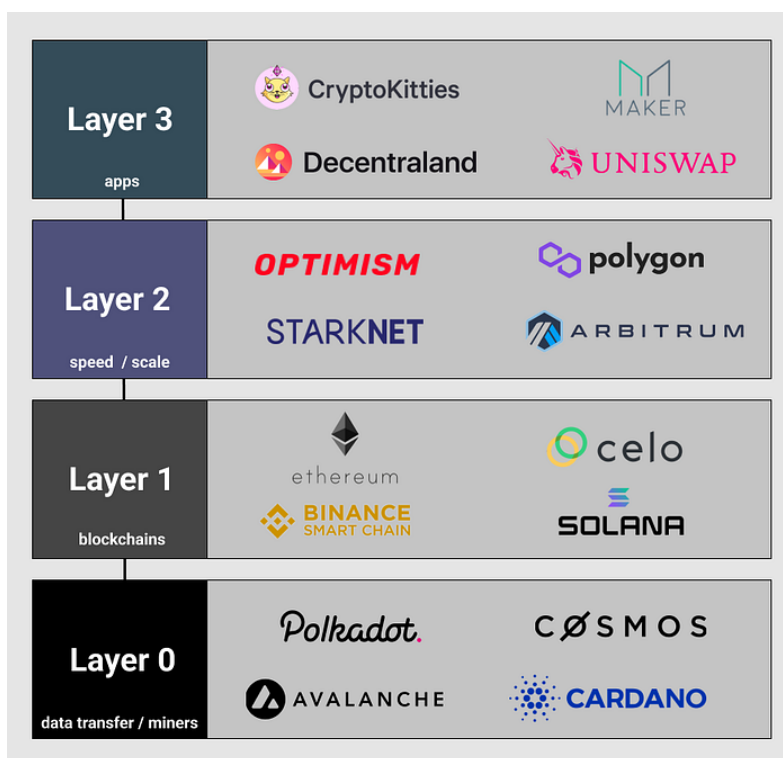 Layer 3
apps
CryptoKitties
MAKER
Decentraland
UNISWAP
Layer 2
speed / scale
OPTIMISM
polygon
STARKNET
ARBITRUM
Layer 1
blockchains
ethereum
celo
BINANCE
SMART CHAIN
SOLANA
Layer 0
data transfer / miners
Polkadot.
CØSMOS
AVALANCHE
CARDANO